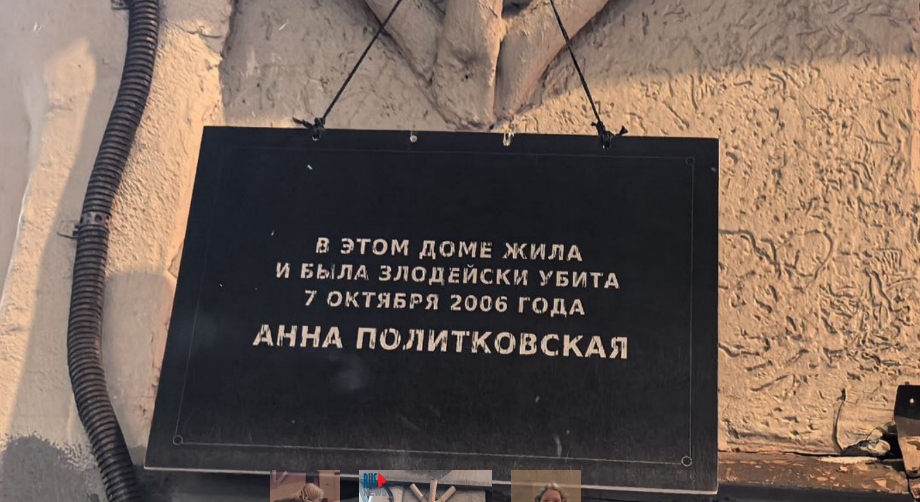 В ЭТОМ ДОМЕ ЖИЛА
И БЫЛА ЗЛОДЕЙСКИ УБИТА
7 ОКТЯБРЯ 2006 ГОДА
АННА ПОЛИТКОВСКАЯ